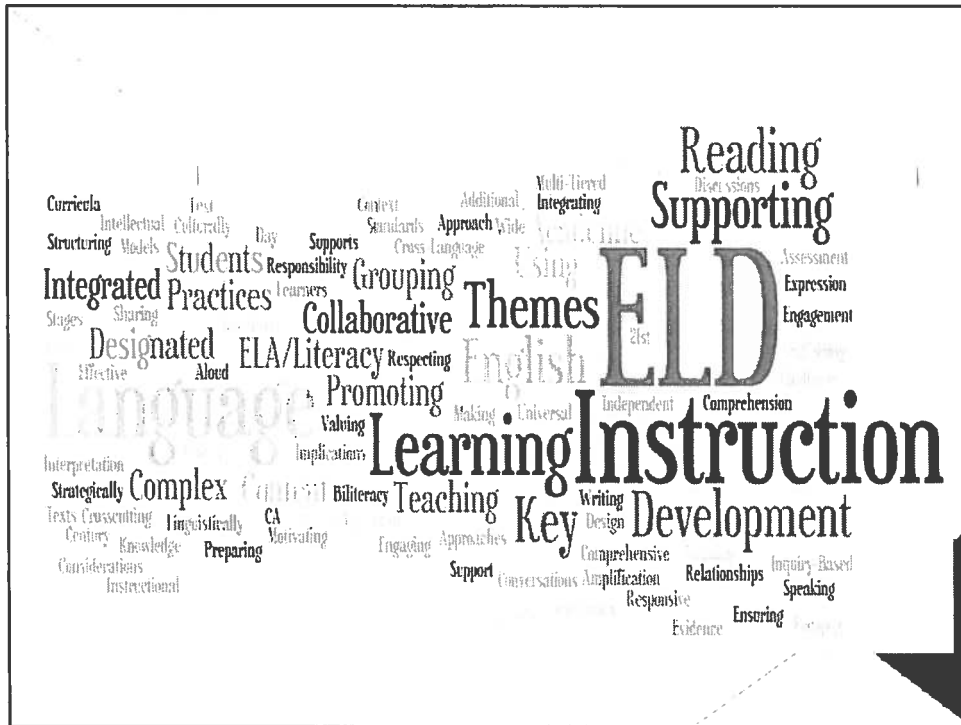 Reading
Multi-Tiered Discussions
Curricula Text Context Additional Integrating Supporting
Intellectual Culturally Standards Approach Wide Academic
Structuring Models Day Supports Cross Language
Students Responsibility Grouping Using ELD Assessment
Integrated Practices Learners Themes Expression
Stages Sharing Collaborative 21st Engagement
Designated ELA/Literacy Respecting English
Effective Aloud
Language Promoting Making Universal Independent Comprehension
Valuing
Implications Learning Instruction
Interpretation
Strategically Complex Content Biliteracy Teaching Key Writing Development
Texts Crosscutting Linguistically CA Design
Century Knowledge Preparing Motivating Engaging Approaches Comprehensive
Considerations Support Conversations Amplification Relationships Inquiry-Based
Instructional Speaking
Responsive
Evidence Ensuring